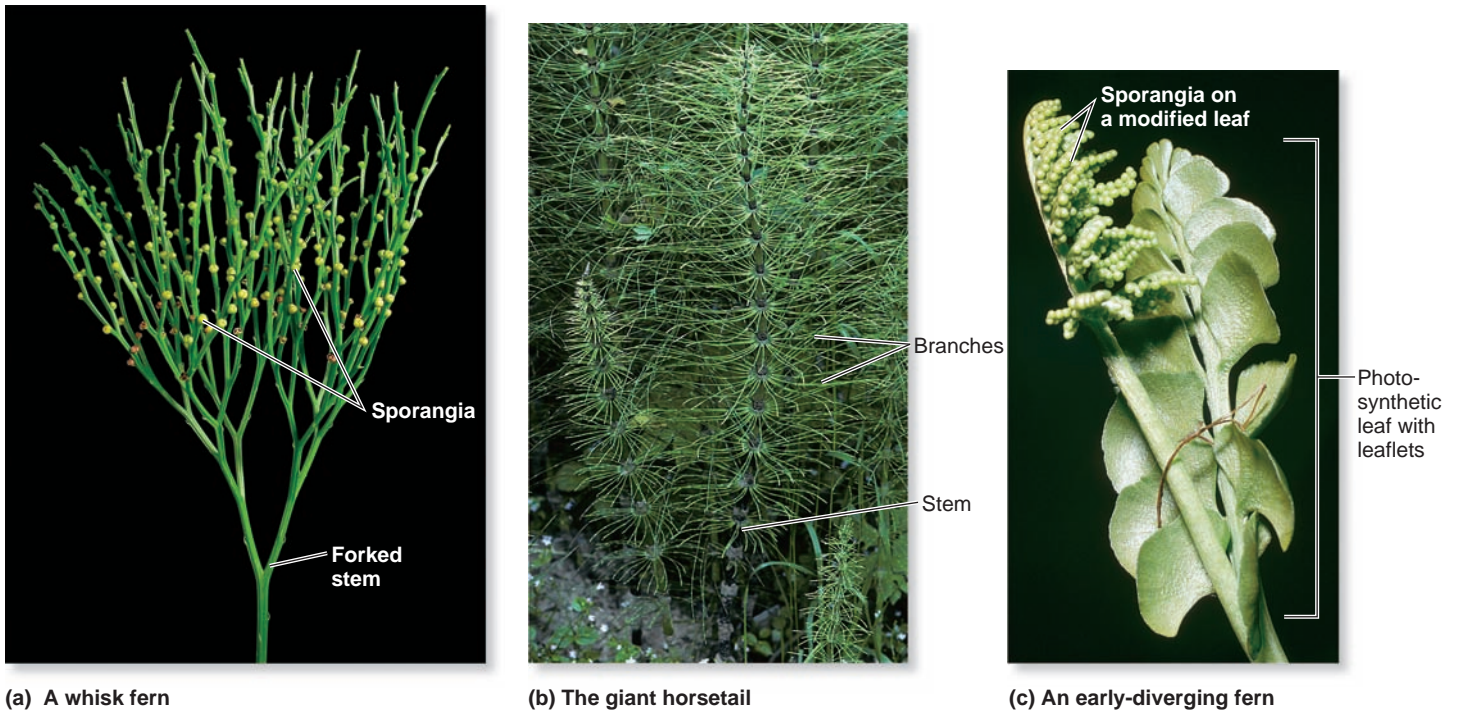 Sporangia
Forked
stem
(a) A whisk fern
Branches
Stem
(b) The giant horsetail
Sporangia on
a modified leaf
Photo-
synthetic
leaf with
leaflets
(c) An early-diverging fern